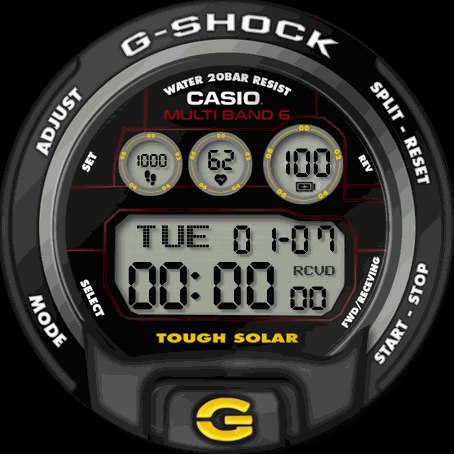 G-SHOCK
ADJUST
SPLIT - RESET
WATER 20BAR RESIST
CASIO
MULTI BAND 6
SET
REV
1000
62
100
TUE 01-07
00:00 00
RCVD
SELECT
FWD/RECEVING
MODE
START - STOP
TOUGH SOLAR
G